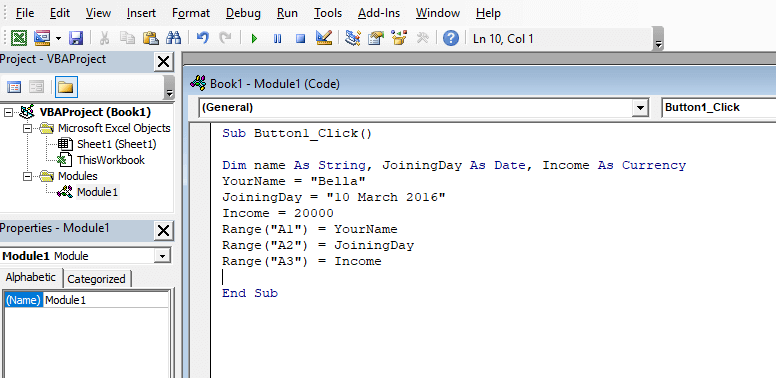 File Edit View Insert Format Debug Run Tools Add-Ins Window Help
Ln 10, Col 1
Project - VBAProject
VBAProject (Book1)
Microsoft Excel Objects
Sheet1 (Sheet1)
ThisWorkbook
Modules
Module1
Properties - Module1
Module1 Module
Alphabetic Categorized
(Name) Module1
Book1 - Module1 (Code)
(General) Button1_Click
Sub Button1_Click()
Dim name As String, JoiningDay As Date, Income As Currency
YourName = "Bella"
JoiningDay = "10 March 2016"
Income = 20000
Range("A1") = YourName
Range("A2") = JoiningDay
Range("A3") = Income
End Sub